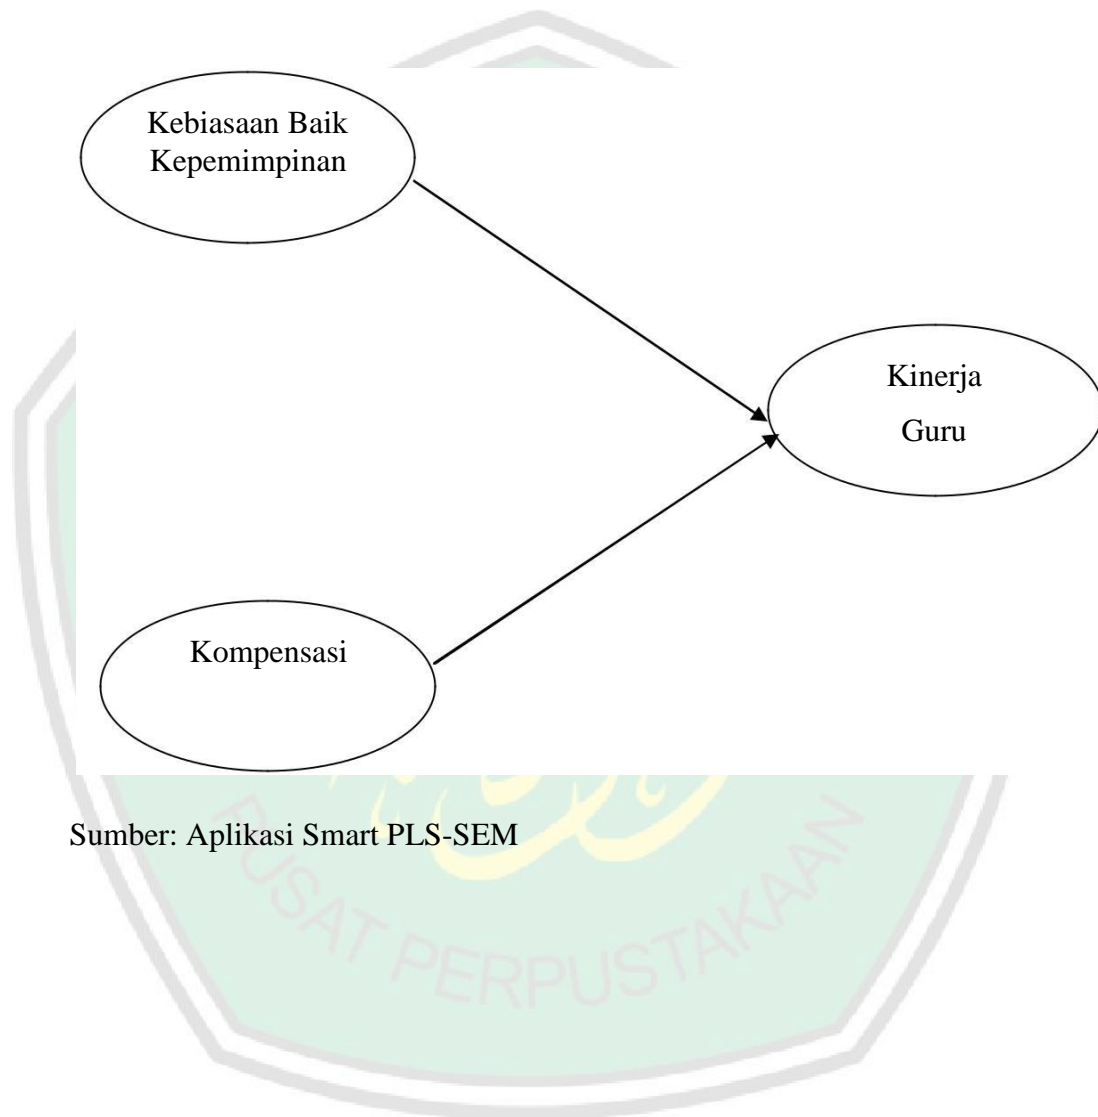 Kebiasaan Baik
Kepemimpinan
Kinerja
Guru
Kompensasi
Sumber: Aplikasi Smart PLS-SEM
PUSAT PERPUSTAKAAN